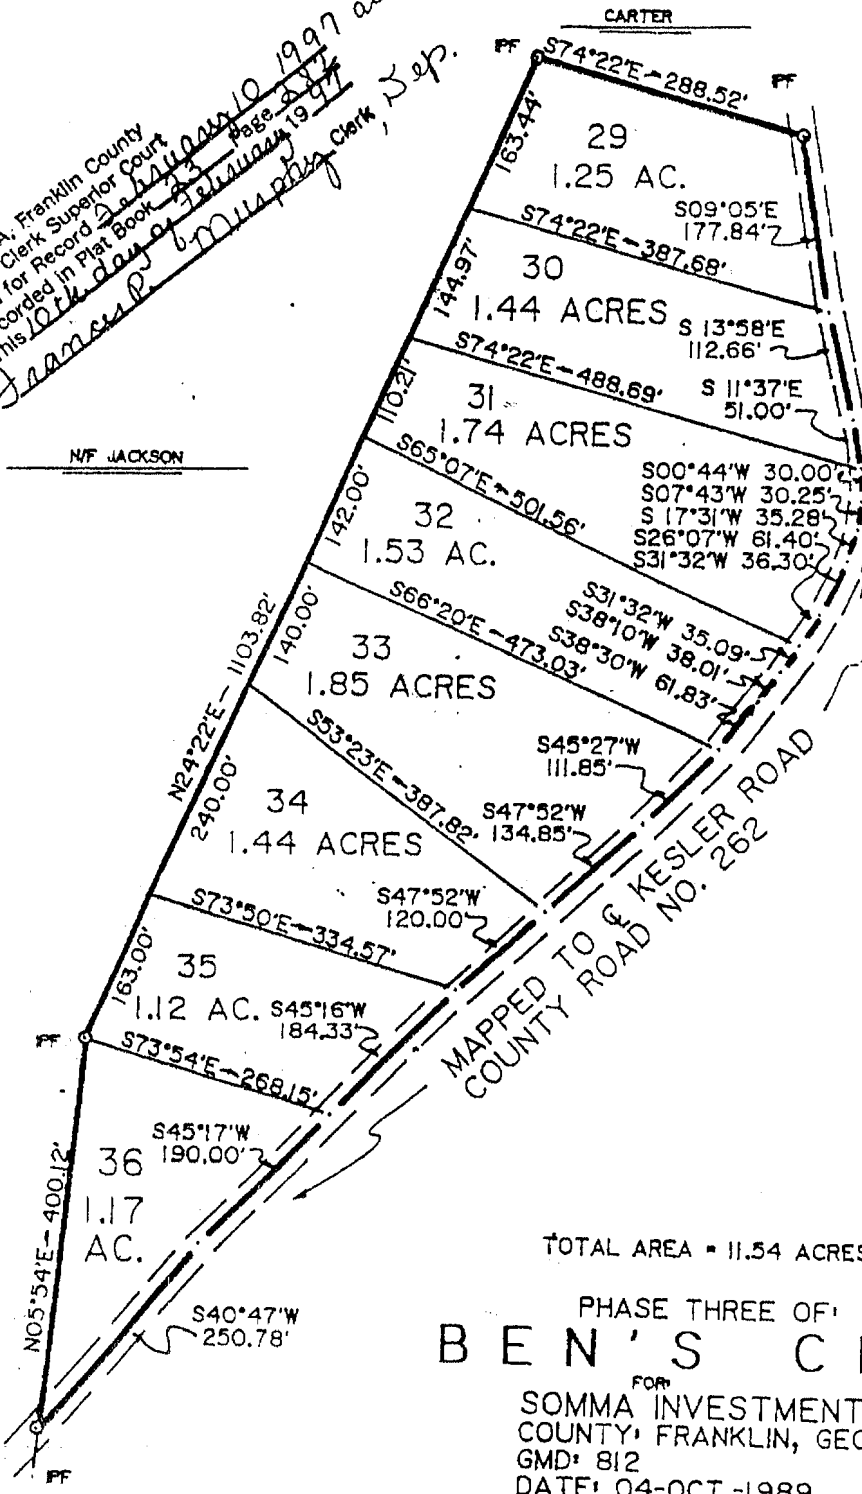 CARTER
IPF
S74°22'E - 288.52'
IPF
A, Franklin County
Clerk Superior Court
for Record February 10 1997
corded in Plat Book 23 Page 282
This 10th day of February, 1997
Frances P. Murphy Clerk, Dep.
163.44'
29
1.25 AC.
S09°05'E
177.84'
S74°22'E - 387.68'
144.97'
30
1.44 ACRES
S 13°58'E
112.66'
S74°22'E - 488.69'
S 11°37'E
51.00'
110.21'
31
1.74 ACRES
N/F JACKSON
S65°07'E - 501.56'
S00°44'W 30.00'
S07°43'W 30.25'
S 17°31'W 35.28'
S26°07'W 61.40'
S31°32'W 36.30'
142.00'
32
1.53 AC.
S66°20'E - 473.03'
S31°32'W 35.09'
S38°10'W 38.01'
S38°30'W 61.83'
N24°22'E - 1103.82'
140.00'
33
1.85 ACRES
S45°27'W
111.85'
S53°23'E - 387.82'
S47°52'W
134.85'
240.00'
34
1.44 ACRES
S47°52'W
120.00'
S73°50'E - 334.57'
MAPPED TO ℄ KESLER ROAD
COUNTY ROAD NO. 262
163.00'
35
1.12 AC.
S45°16'W
184.33'
IPF
S73°54'E - 268.15'
S45°17'W
190.00'
36
1.17
AC.
N05°54'E - 400.12'
S40°47'W
250.78'
IPF
TOTAL AREA = 11.54 ACRES
PHASE THREE OF:
BEN'S C
FOR:
SOMMA INVESTMENT
COUNTY: FRANKLIN, GEO
GMD: 812
DATE: 04-OCT.-1989